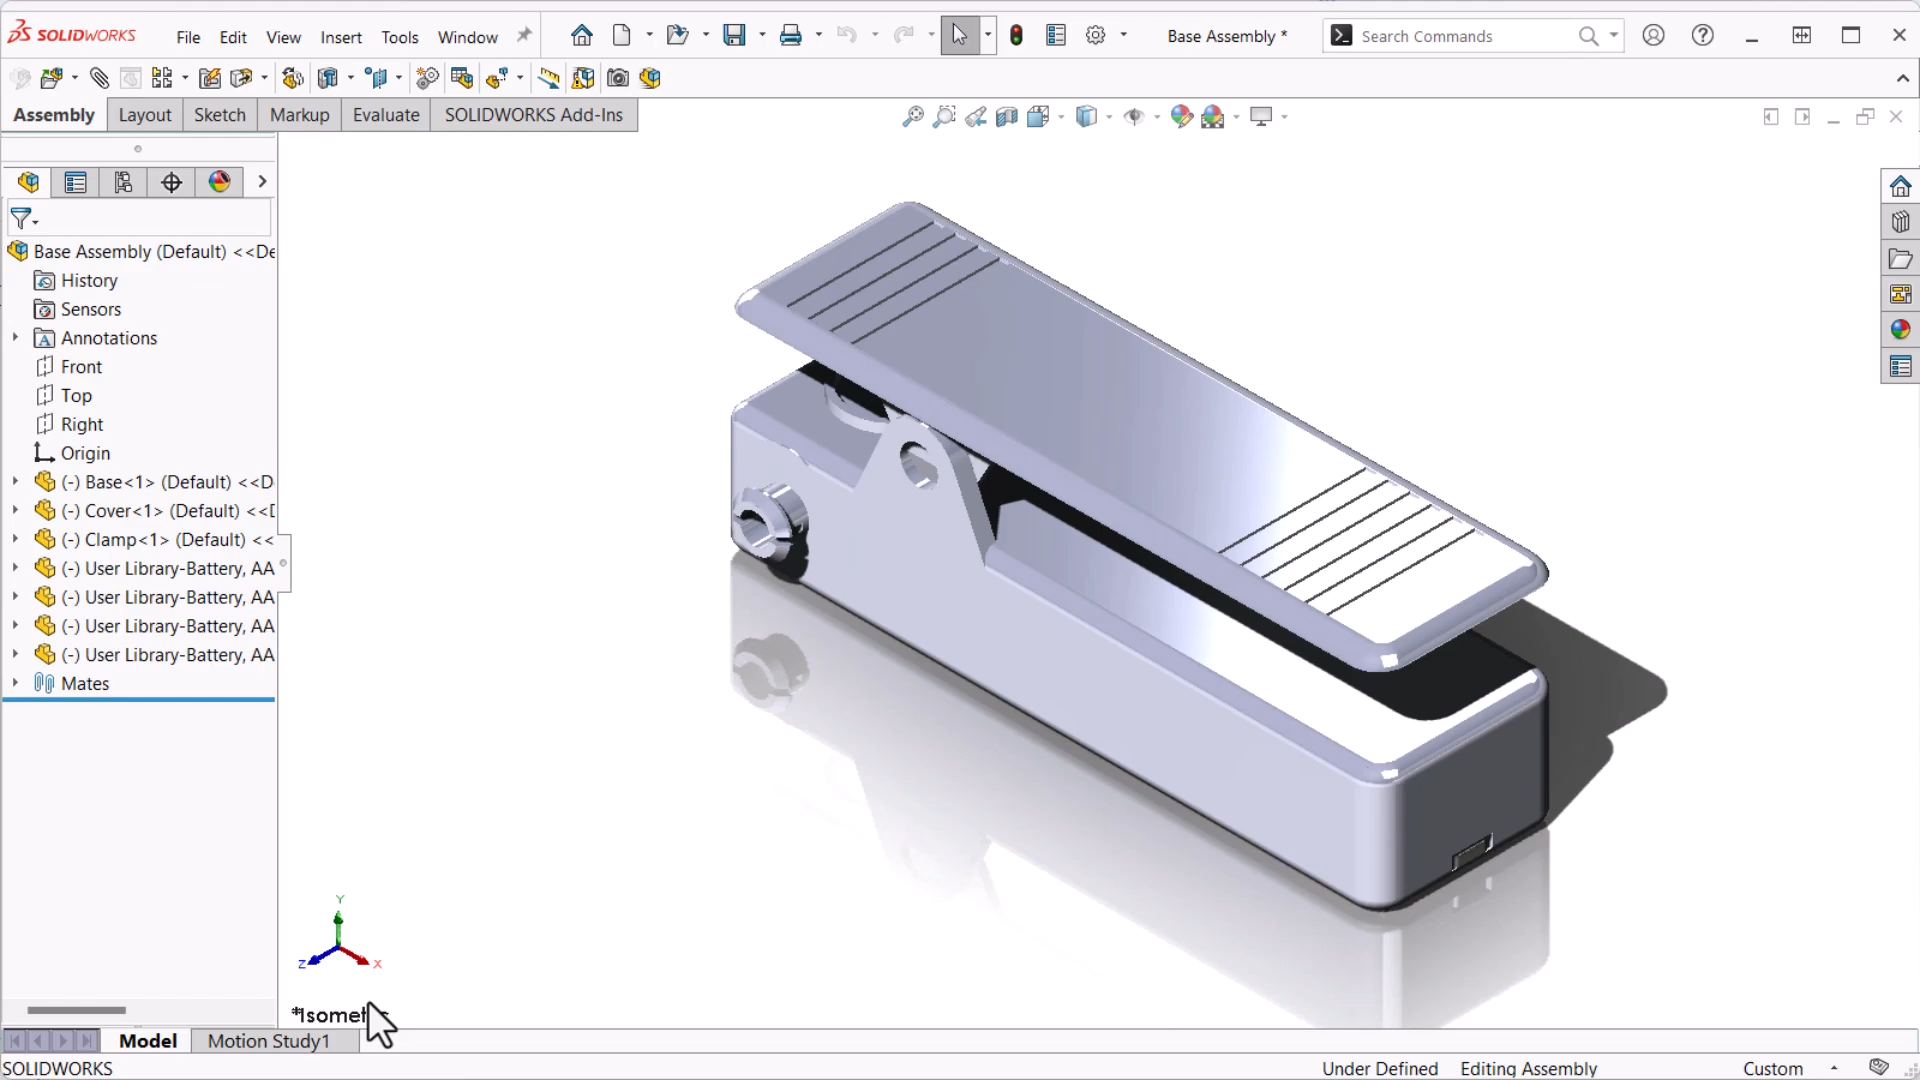 SOLIDWORKS File Edit View Insert Tools Window Base Assembly * Search Commands
Assembly Layout Sketch Markup Evaluate SOLIDWORKS Add-Ins
Base Assembly (Default) <<De
History
Sensors
Annotations
Front
Top
Right
Origin
(-) Base<1> (Default) <<D
(-) Cover<1> (Default) <<D
(-) Clamp<1> (Default) <<
(-) User Library-Battery, AA
(-) User Library-Battery, AA
(-) User Library-Battery, AA
(-) User Library-Battery, AA
Mates
Y
Z X
Model Motion Study1
SOLIDWORKS Under Defined Editing Assembly Custom